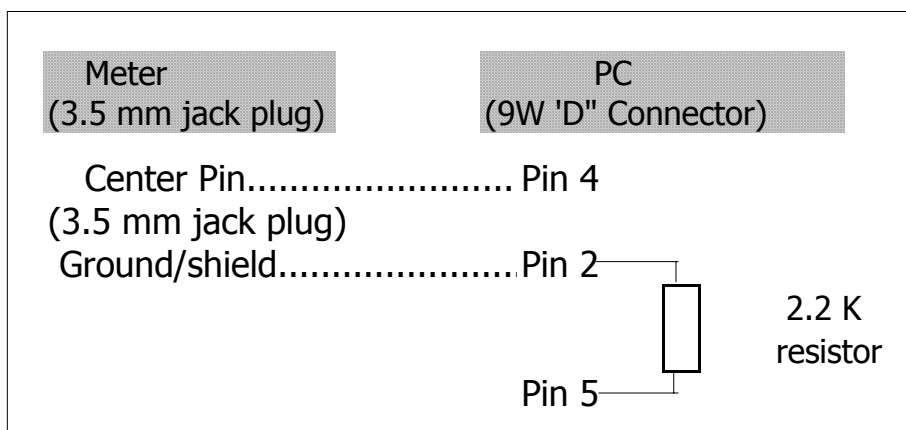 Meter PC
(3.5 mm jack plug) (9W 'D" Connector)
Center Pin......................... Pin 4
(3.5 mm jack plug)
Ground/shield.......................Pin 2
2.2 K
resistor
Pin 5